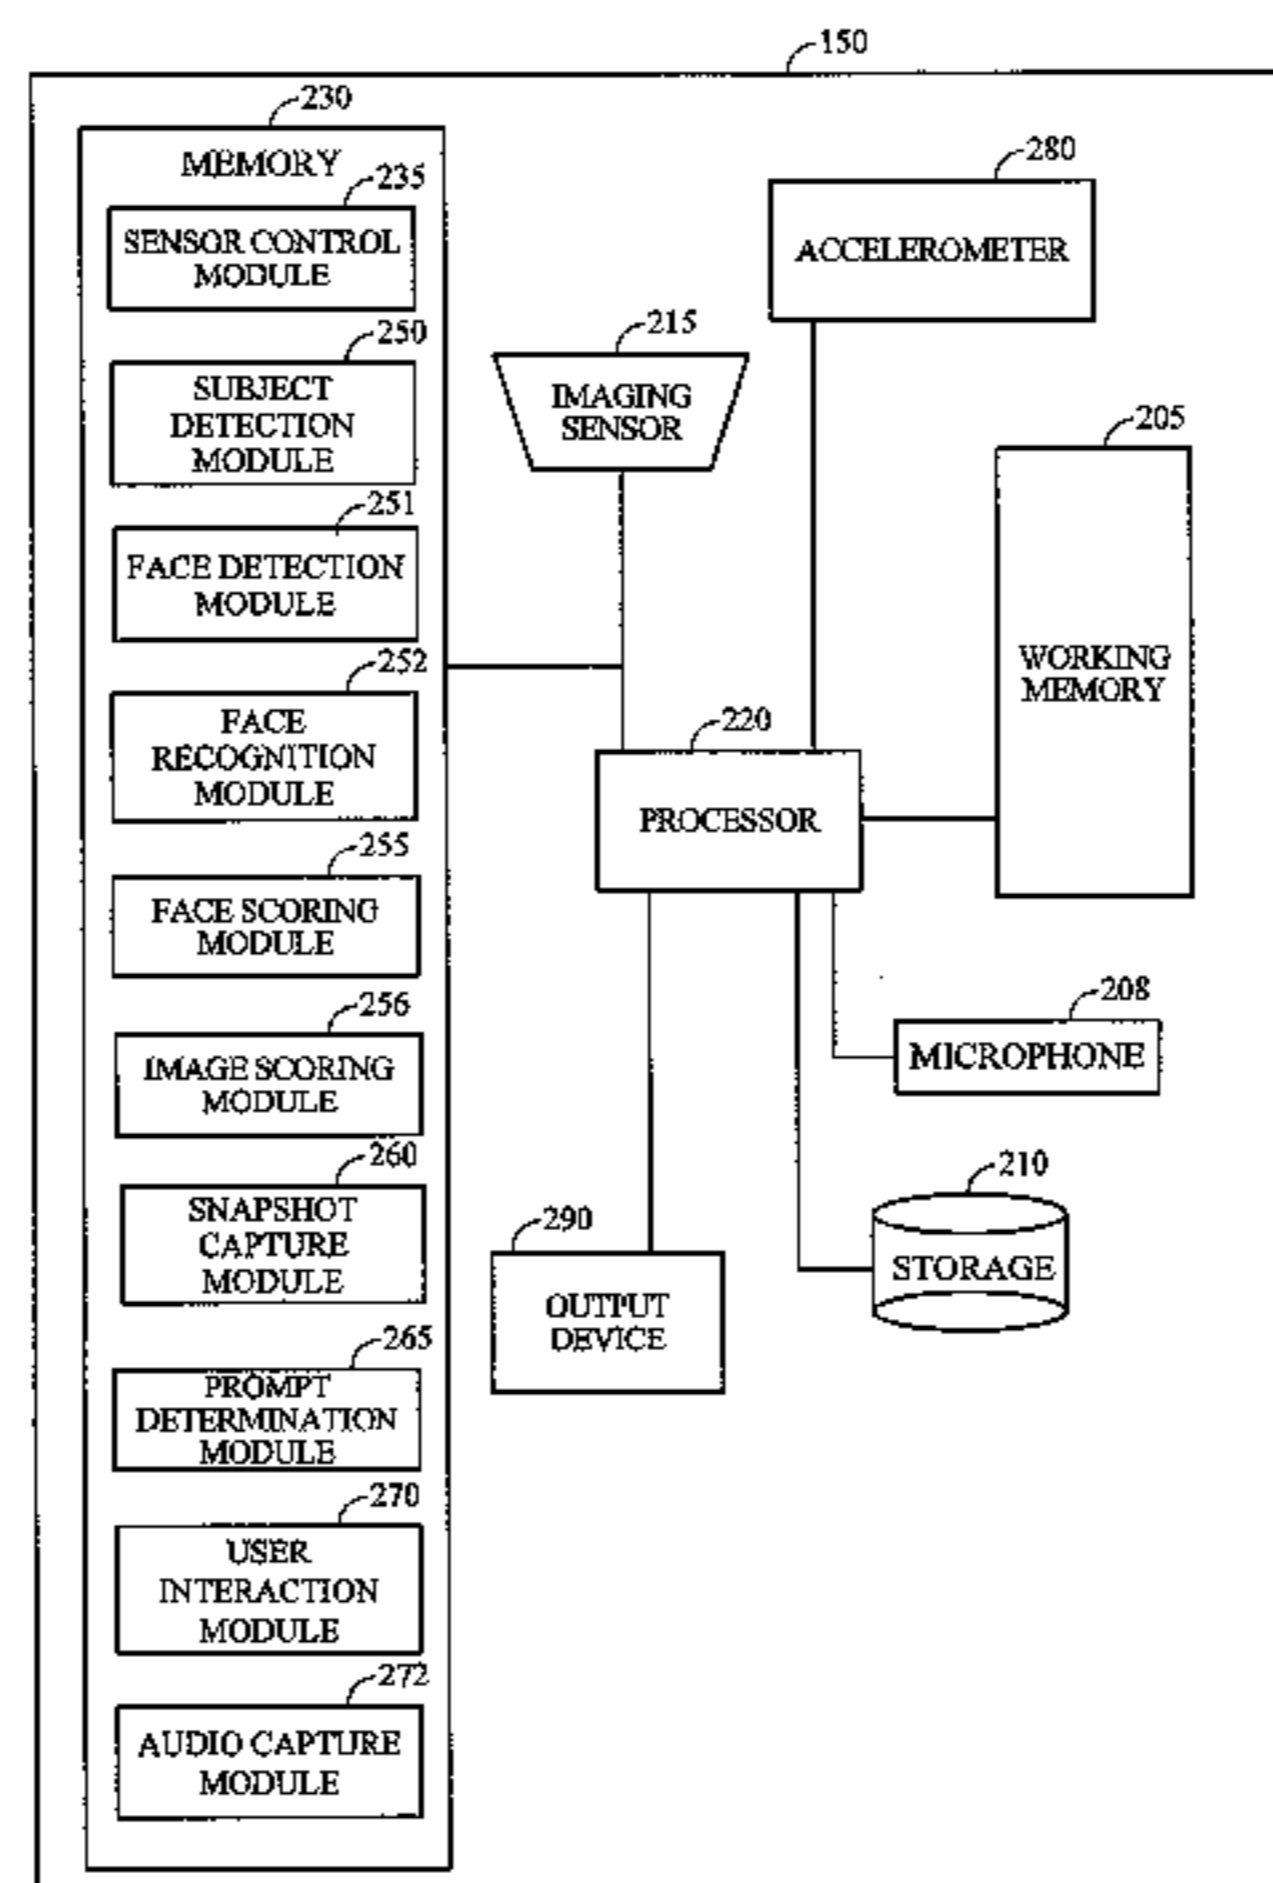 150
230
MEMORY
235
SENSOR CONTROL
MODULE
250
SUBJECT
DETECTION
MODULE
251
FACE DETECTION
MODULE
252
FACE
RECOGNITION
MODULE
255
FACE SCORING
MODULE
256
IMAGE SCORING
MODULE
260
SNAPSHOT
CAPTURE
MODULE
265
PROMPT
DETERMINATION
MODULE
270
USER
INTERACTION
MODULE
272
AUDIO CAPTURE
MODULE
215
IMAGING
SENSOR
280
ACCELEROMETER
205
WORKING
MEMORY
220
PROCESSOR
208
MICROPHONE
210
STORAGE
290
OUTPUT
DEVICE